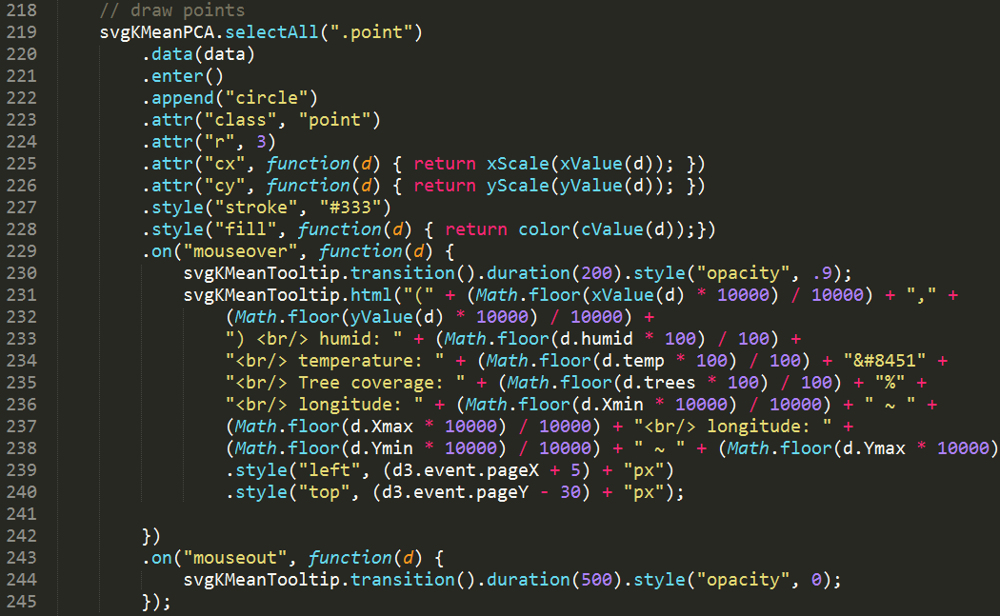 218 // draw points
219 svgKMeanPCA.selectAll(".point")
220 .data(data)
221 .enter()
222 .append("circle")
223 .attr("class", "point")
224 .attr("r", 3)
225 .attr("cx", function(d) { return xScale(xValue(d)); })
226 .attr("cy", function(d) { return yScale(yValue(d)); })
227 .style("stroke", "#333")
228 .style("fill", function(d) { return color(cValue(d));})
229 .on("mouseover", function(d) {
230 svgKMeanTooltip.transition().duration(200).style("opacity", .9);
231 svgKMeanTooltip.html("(" + (Math.floor(xValue(d) * 10000) / 10000) + "," +
232 (Math.floor(yValue(d) * 10000) / 10000) +
233 ") <br/> humid: " + (Math.floor(d.humid * 100) / 100) +
234 "<br/> temperature: " + (Math.floor(d.temp * 100) / 100) + "&#8451" +
235 "<br/> Tree coverage: " + (Math.floor(d.trees * 100) / 100) + "%" +
236 "<br/> longitude: " + (Math.floor(d.Xmin * 10000) / 10000) + " ~ " +
237 (Math.floor(d.Xmax * 10000) / 10000) + "<br/> longitude: " +
238 (Math.floor(d.Ymin * 10000) / 10000) + " ~ " + (Math.floor(d.Ymax * 10000)
239 .style("left", (d3.event.pageX + 5) + "px")
240 .style("top", (d3.event.pageY - 30) + "px");
241
242 })
243 .on("mouseout", function(d) {
244 svgKMeanTooltip.transition().duration(500).style("opacity", 0);
245 });